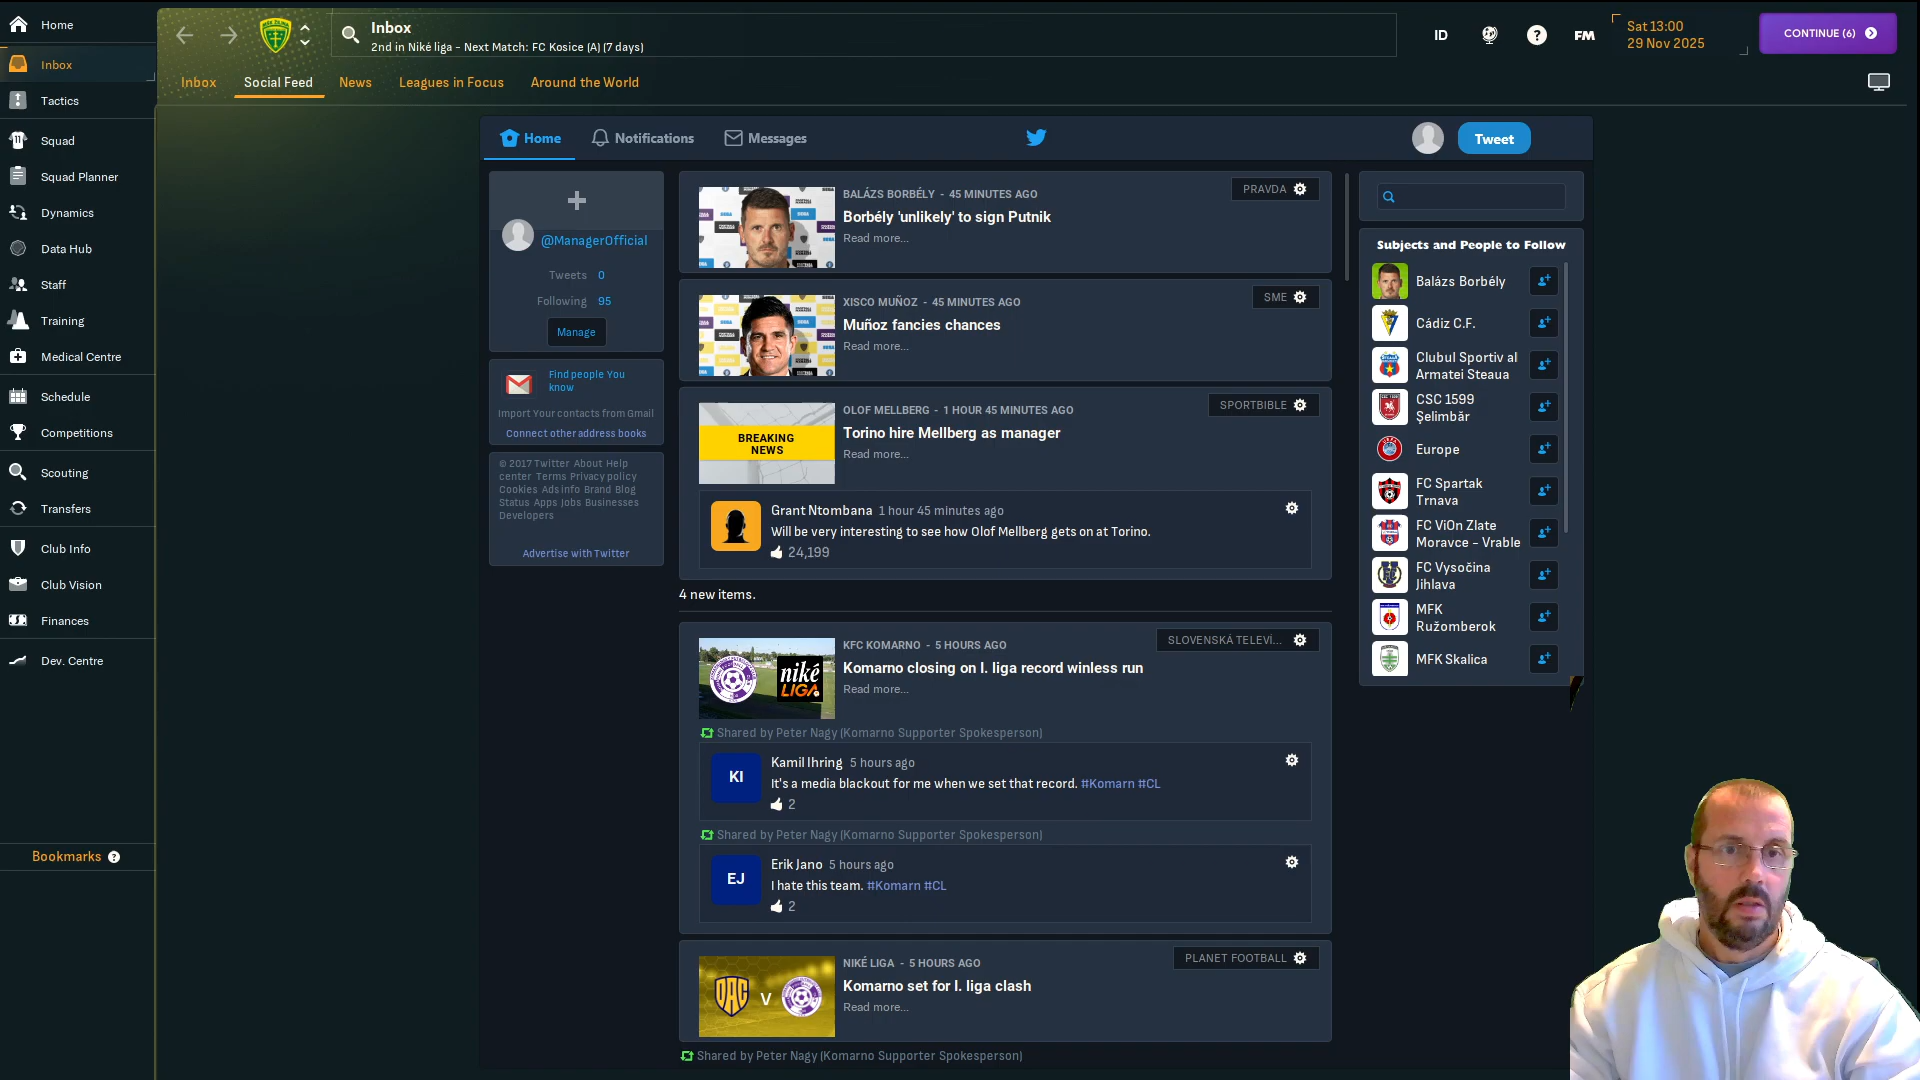 Home
Inbox
Tactics
Squad
Squad Planner
Dynamics
Data Hub
Staff
Training
Medical Centre
Schedule
Competitions
Scouting
Transfers
Club Info
Club Vision
Finances
Dev. Centre
Bookmarks ?
Inbox
2nd in Niké liga - Next Match: FC Kosice (A) (7 days)
ID
?
FM
Sat 13:00
29 Nov 2025
CONTINUE (6)
Inbox
Social Feed
News
Leagues in Focus
Around the World
Home
Notifications
Messages
Tweet
@ManagerOfficial
Tweets 0
Following 95
Manage
Find people You
know
Import Your contacts from Gmail
Connect other address books
© 2017 Twitter About Help
center Terms Privacy policy
Cookies Ads info Brand Blog
Status Apps Jobs Businesses
Developers
Advertise with Twitter
BALÁZS BORBÉLY - 45 MINUTES AGO
PRAVDA
Borbély 'unlikely' to sign Putnik
Read more...
XISCO MUÑOZ - 45 MINUTES AGO
SME
Muñoz fancies chances
Read more...
BREAKING
NEWS
OLOF MELLBERG - 1 HOUR 45 MINUTES AGO
SPORTBIBLE
Torino hire Mellberg as manager
Read more...
Grant Ntombana 1 hour 45 minutes ago
Will be very interesting to see how Olof Mellberg gets on at Torino.
24,199
4 new items.
niké
LIGA
KFC KOMARNO - 5 HOURS AGO
SLOVENSKÁ TELEVÍ...
Komarno closing on I. liga record winless run
Read more...
Shared by Peter Nagy (Komarno Supporter Spokesperson)
KI
Kamil Ihring 5 hours ago
It's a media blackout for me when we set that record. #Komarn #CL
2
Shared by Peter Nagy (Komarno Supporter Spokesperson)
EJ
Erik Jano 5 hours ago
I hate this team. #Komarn #CL
2
DAC
V
NIKÉ LIGA - 5 HOURS AGO
PLANET FOOTBALL
Komarno set for I. liga clash
Read more...
Shared by Peter Nagy (Komarno Supporter Spokesperson)
Subjects and People to Follow
Balázs Borbély
Cádiz C.F.
Clubul Sportiv al
Armatei Steaua
CSC 1599
Şelimbăr
Europe
FC Spartak
Trnava
FC ViOn Zlate
Moravce - Vrable
FC Vysočina
Jihlava
MFK
Ružomberok
MFK Skalica